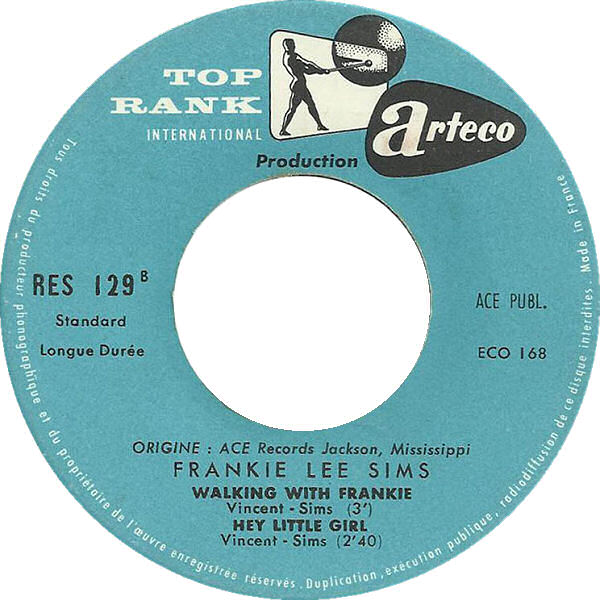 TOP
RANK
INTERNATIONAL
arteco
Production
RES 129 B
Standard
Longue Durée
ACE PUBL.
ECO 168
ORIGINE : ACE Records Jackson, Mississippi
FRANKIE LEE SIMS
WALKING WITH FRANKIE
Vincent - Sims (3')
HEY LITTLE GIRL
Vincent - Sims (2'40)
Tous droits du producteur phonographique et du propriétaire de l'œuvre enregistrée réservés. Duplication, exécution publique, radiodiffusion de ce disque interdites. Made in France